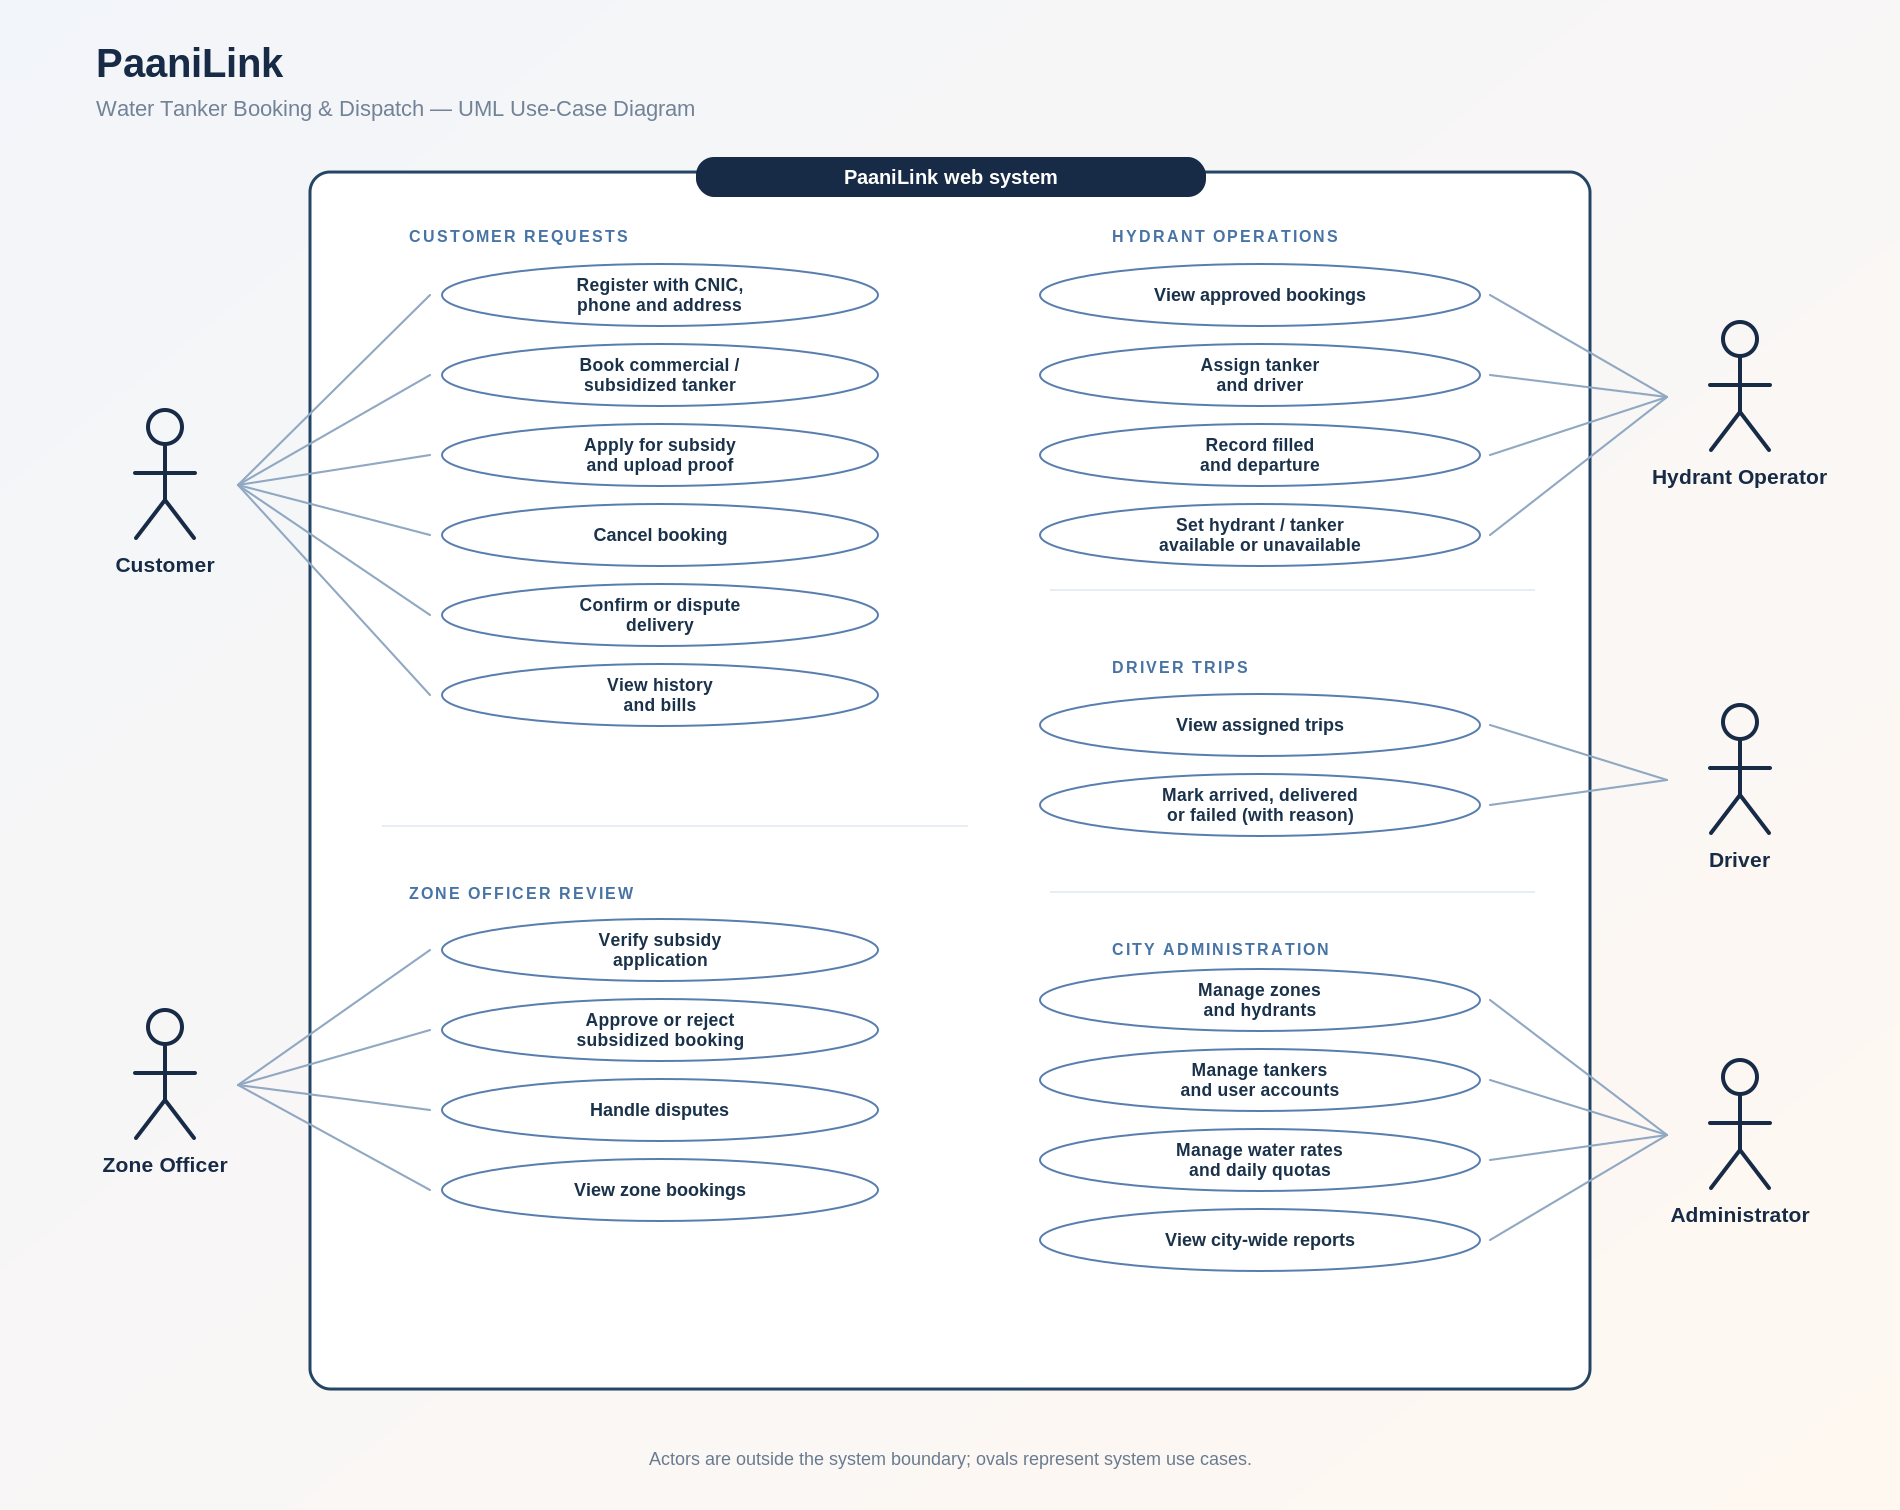 PaaniLink
Water Tanker Booking & Dispatch — UML Use-Case Diagram
PaaniLink web system
CUSTOMER REQUESTS
Register with CNIC,
phone and address
Book commercial /
subsidized tanker
Apply for subsidy
and upload proof
Cancel booking
Confirm or dispute
delivery
View history
and bills
Customer
ZONE OFFICER REVIEW
Verify subsidy
application
Approve or reject
subsidized booking
Handle disputes
View zone bookings
Zone Officer
HYDRANT OPERATIONS
View approved bookings
Assign tanker
and driver
Record filled
and departure
Set hydrant / tanker
available or unavailable
Hydrant Operator
DRIVER TRIPS
View assigned trips
Mark arrived, delivered
or failed (with reason)
Driver
CITY ADMINISTRATION
Manage zones
and hydrants
Manage tankers
and user accounts
Manage water rates
and daily quotas
View city-wide reports
Administrator
Actors are outside the system boundary; ovals represent system use cases.